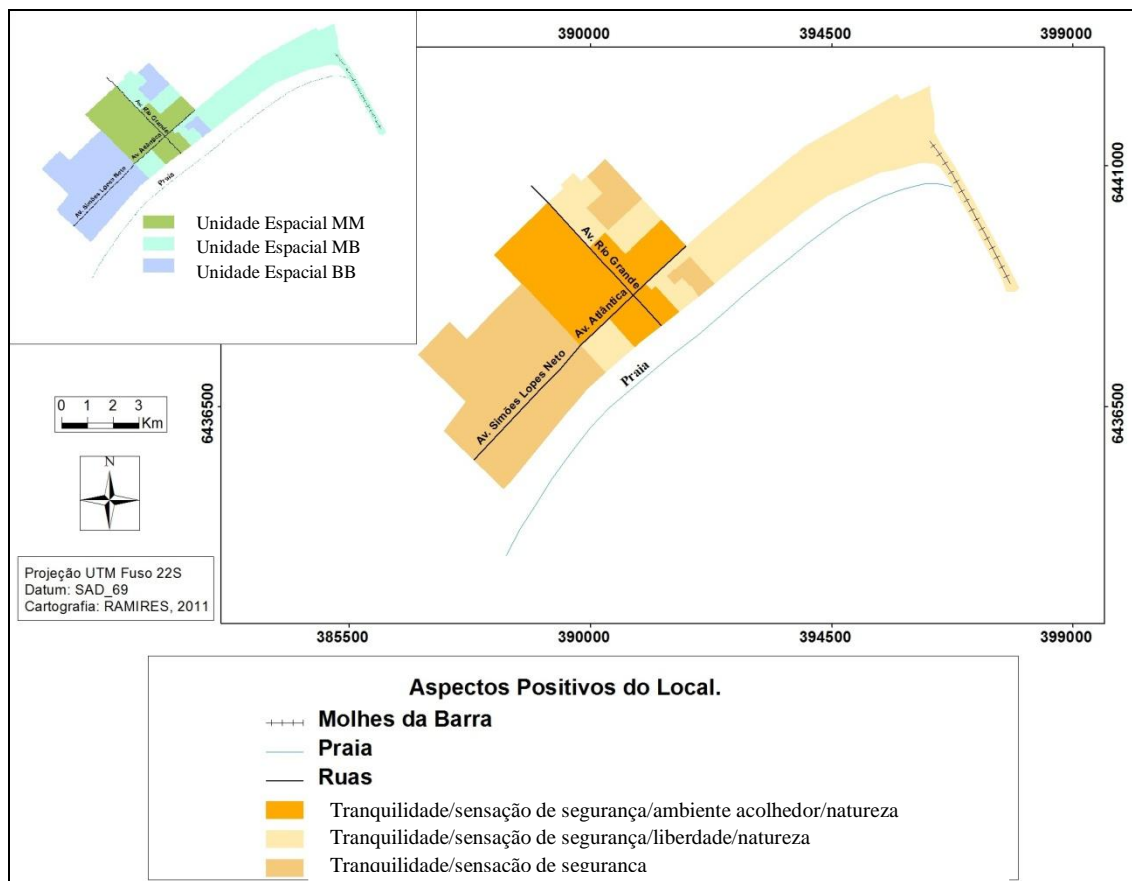 390000
394500
399000
Av. Rio Grande
Av. Atlântica
Av. Simões Lopes Neto
Praia
Unidade Espacial MM
Unidade Espacial MB
Unidade Espacial BB
6441000
6441000
Av. Rio Grande
Av. Atlântica
Av. Simões Lopes Neto
Praia
0 1 2 3
Km
6436500
6436500
N
Projeção UTM Fuso 22S
Datum: SAD_69
Cartografia: RAMIRES, 2011
385500
390000
394500
399000
Aspectos Positivos do Local.
Molhes da Barra
Praia
Ruas
Tranquilidade/sensação de segurança/ambiente acolhedor/natureza
Tranquilidade/sensação de segurança/liberdade/natureza
Tranquilidade/sensação de segurança